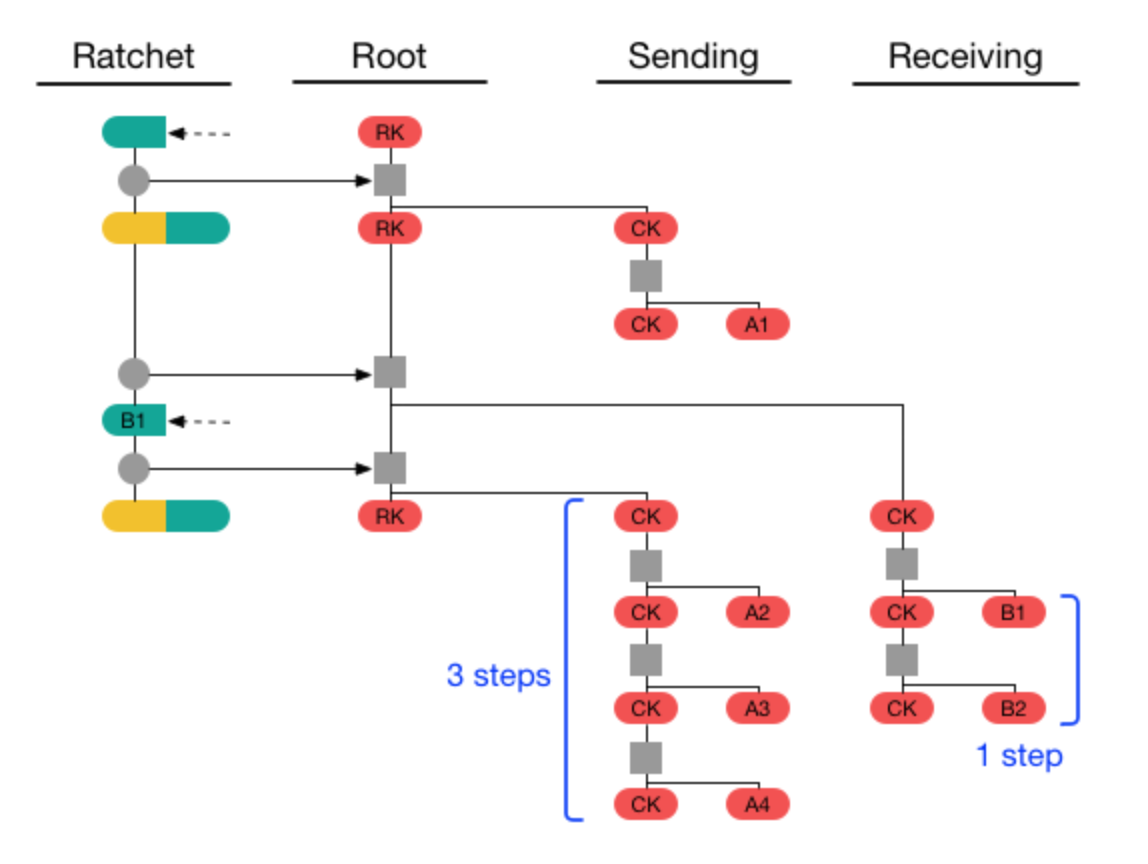 Ratchet Root Sending Receiving
RK
RK CK
CK A1
B1
RK CK CK
CK A2 CK B1
3 steps
CK A3 CK B2
1 step
CK A4